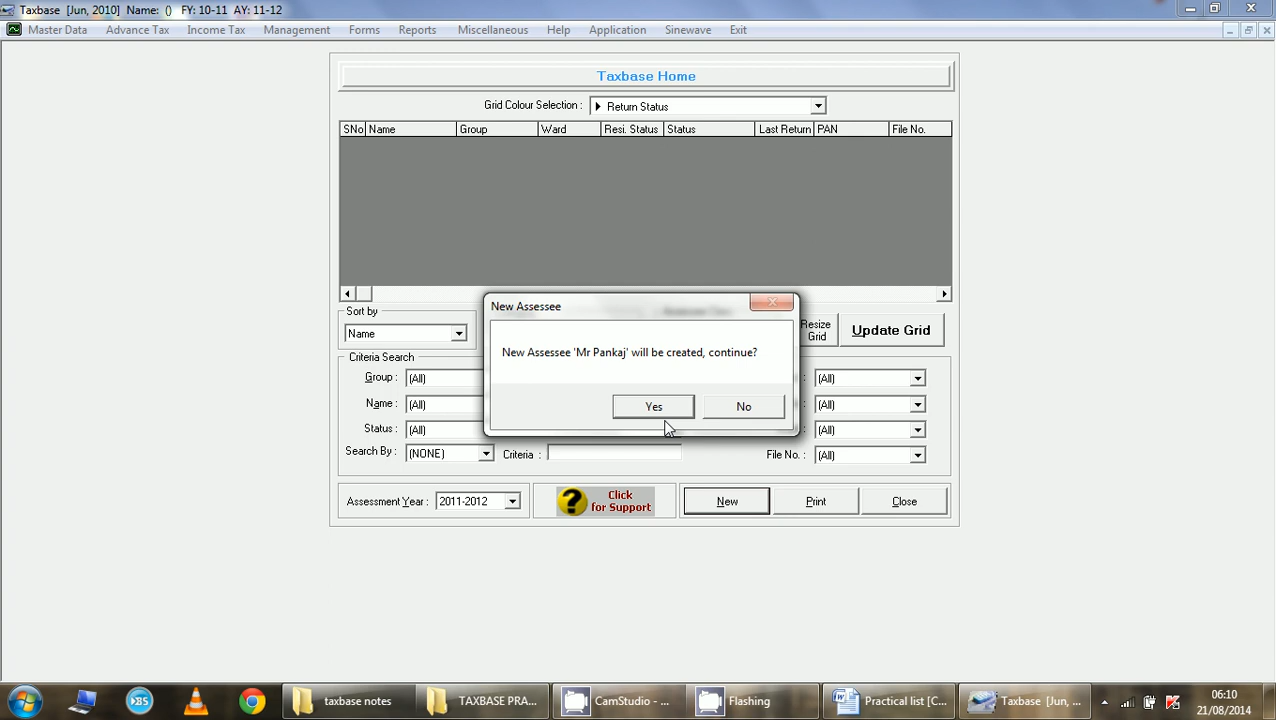 Taxbase [Jun, 2010] Name: () FY: 10-11 AY: 11-12
Master Data Advance Tax Income Tax Management Forms Reports Miscellaneous Help Application Sinewave Exit
Taxbase Home
Grid Colour Selection : Return Status
SNo Name Group Ward Resi. Status Status Last Return PAN File No.
Sort by
Name
Resize Grid
Update Grid
New Assessee
New Assessee 'Mr Pankaj' will be created, continue?
Yes No
Criteria Search
Group : (All) : (All)
Name : (All) : (All)
Status : (All) : (All)
Search By : (NONE) Criteria : File No. : (All)
Assessment Year : 2011-2012
? Click for Support
New Print Close
taxbase notes
TAXBASE PRA...
CamStudio - ...
Flashing
Practical list [C...
Taxbase [Jun, ...
06:10
21/08/2014